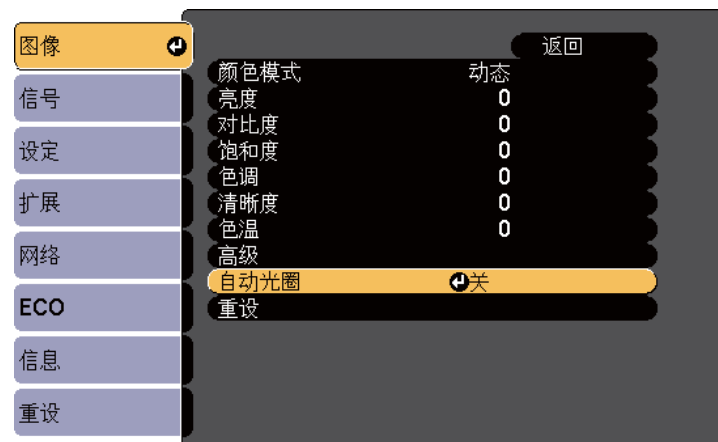 图像
信号
设定
扩展
网络
ECO
信息
重设
返回
颜色模式 动态
亮度 0
对比度 0
饱和度 0
色调 0
清晰度 0
色温 0
高级
自动光圈 关
重设